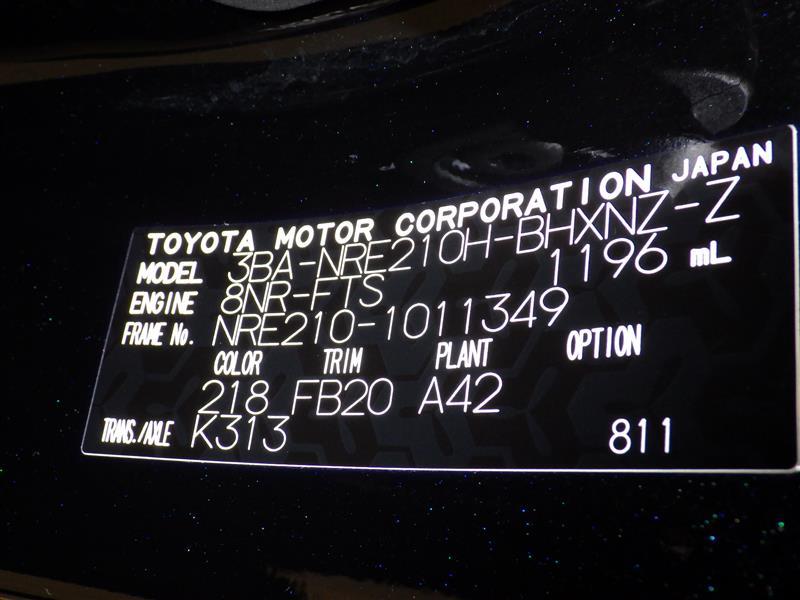 TOYOTA MOTOR CORPORATION JAPAN
MODEL 3BA-NRE210H-BHXNZ-Z
ENGINE 8NR-FTS 1196 mL
FRAME No. NRE210-1011349
COLOR TRIM PLANT OPTION
218 FB20 A42
TRANS./AXLE K313 811